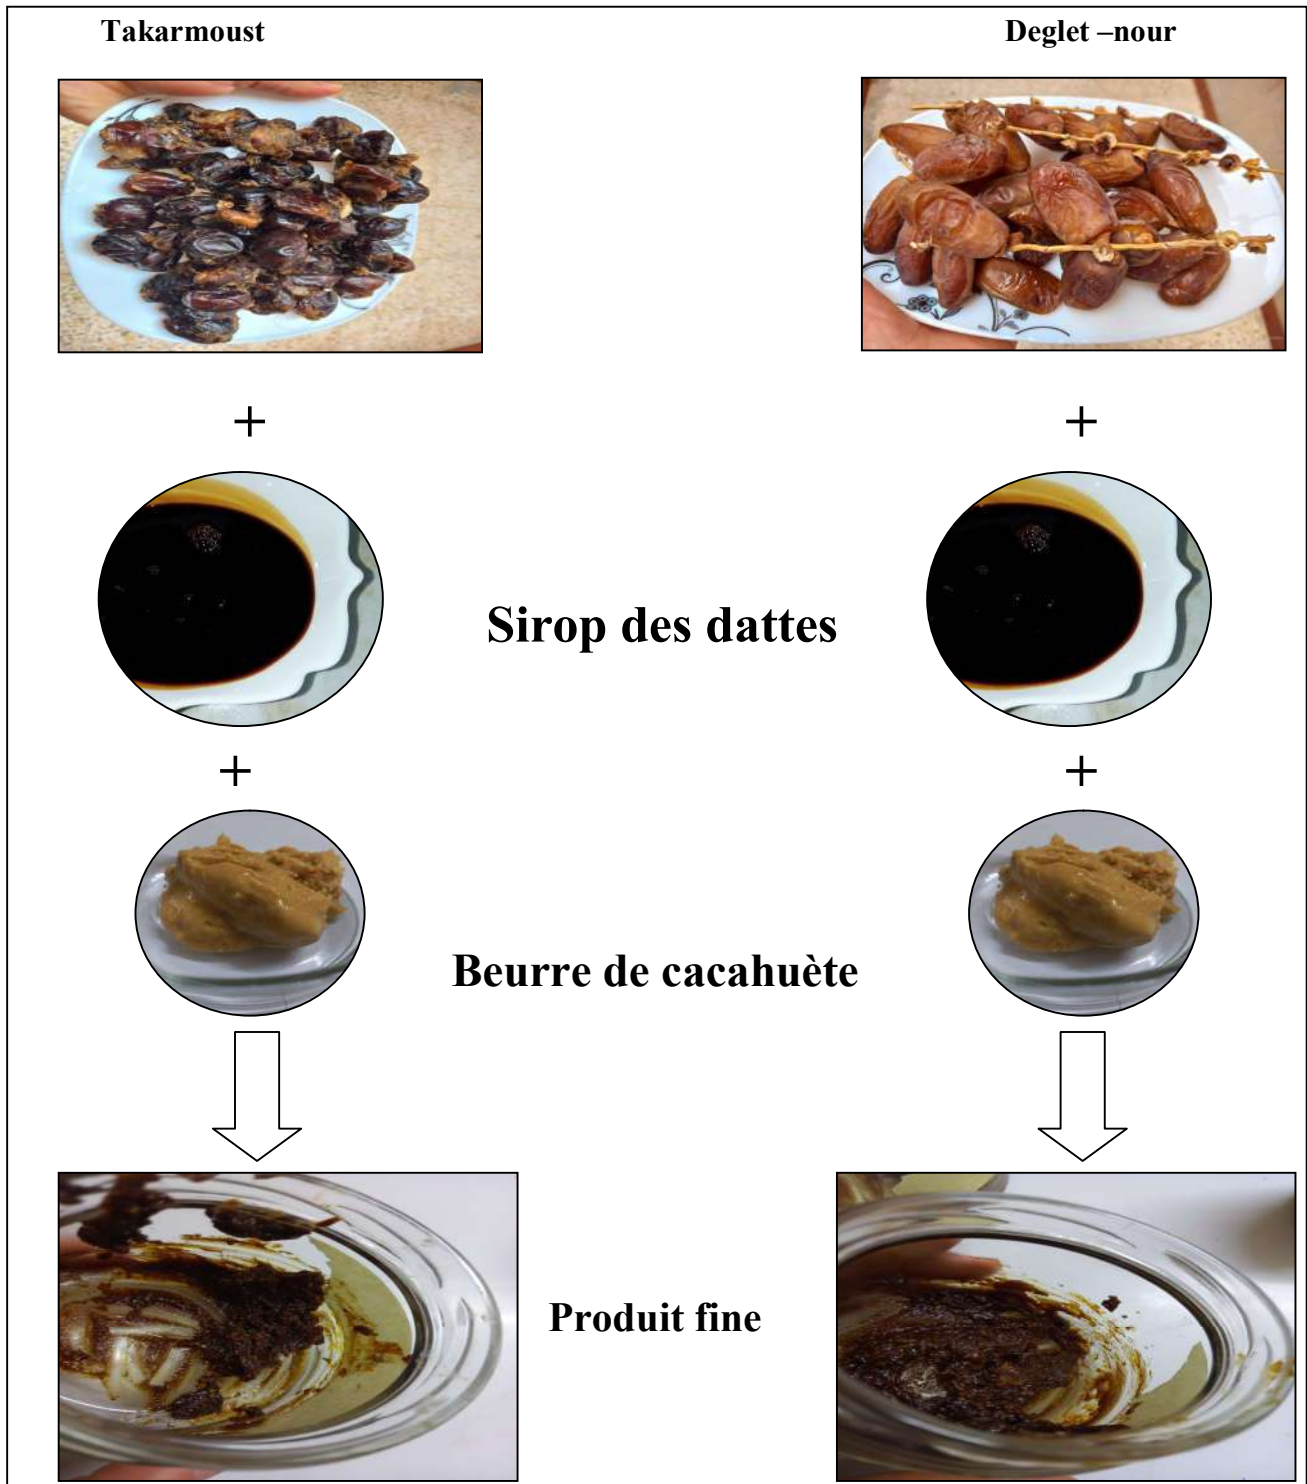 Takarmoust
Deglet –nour
+
+
Sirop des dattes
+
+
Beurre de cacahuète
Produit fine